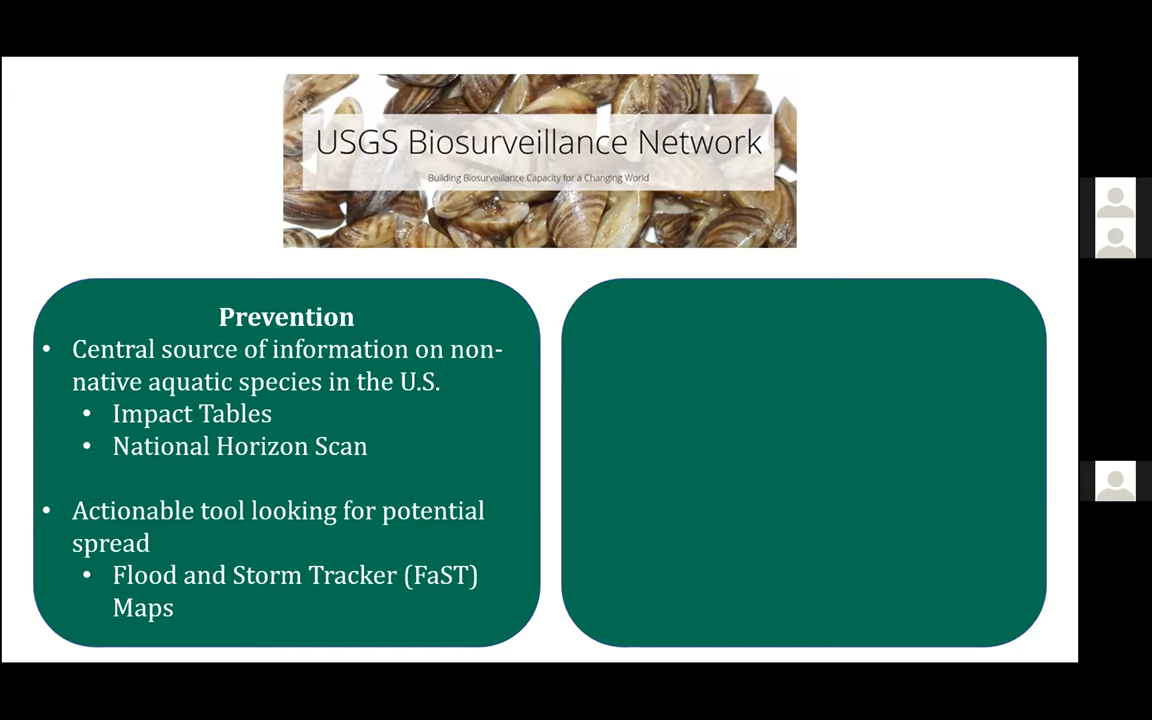 USGS Biosurveillance Network
Building Biosurveillance Capacity for a Changing World
Prevention
• Central source of information on non-
native aquatic species in the U.S.
• Impact Tables
• National Horizon Scan
• Actionable tool looking for potential
spread
• Flood and Storm Tracker (FaST)
Maps